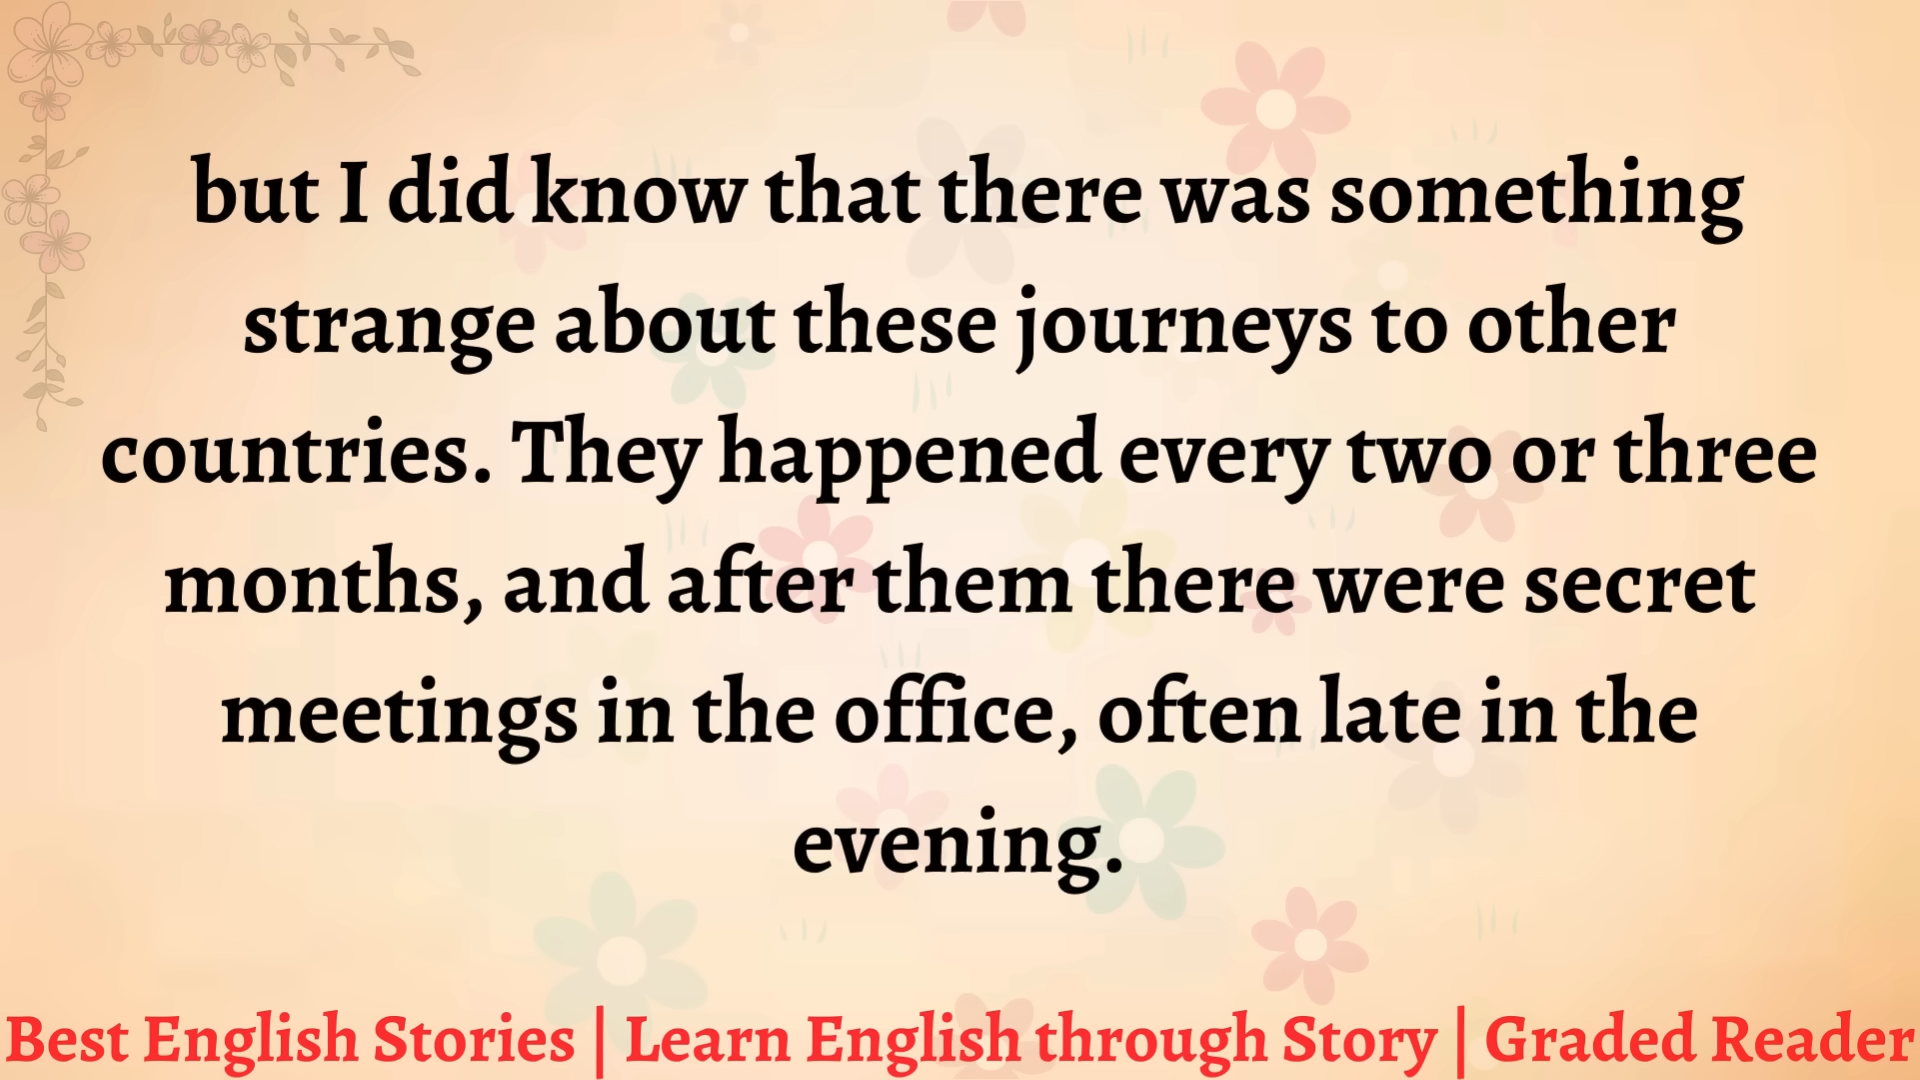 but I did know that there was something
strange about these journeys to other
countries. They happened every two or three
months, and after them there were secret
meetings in the office, often late in the
evening.
Best English Stories | Learn English through Story | Graded Reader